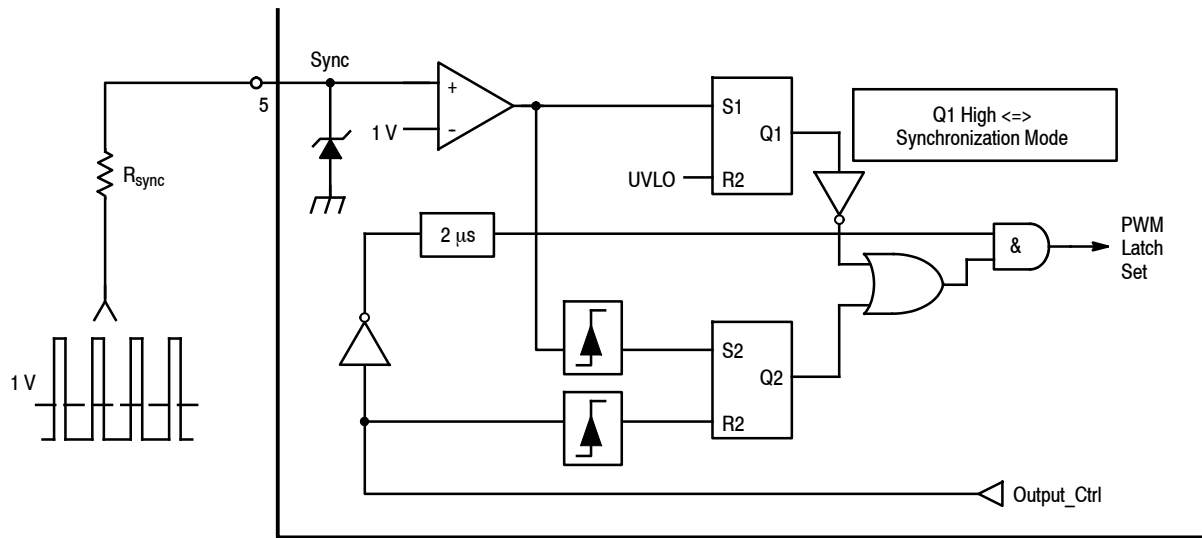 Sync
5
+
1 V
-
R_sync
S1
Q1
R2
UVLO
Q1 High <=>
Synchronization Mode
2 μs
&
PWM
Latch
Set
S2
Q2
R2
1 V
Output_Ctrl